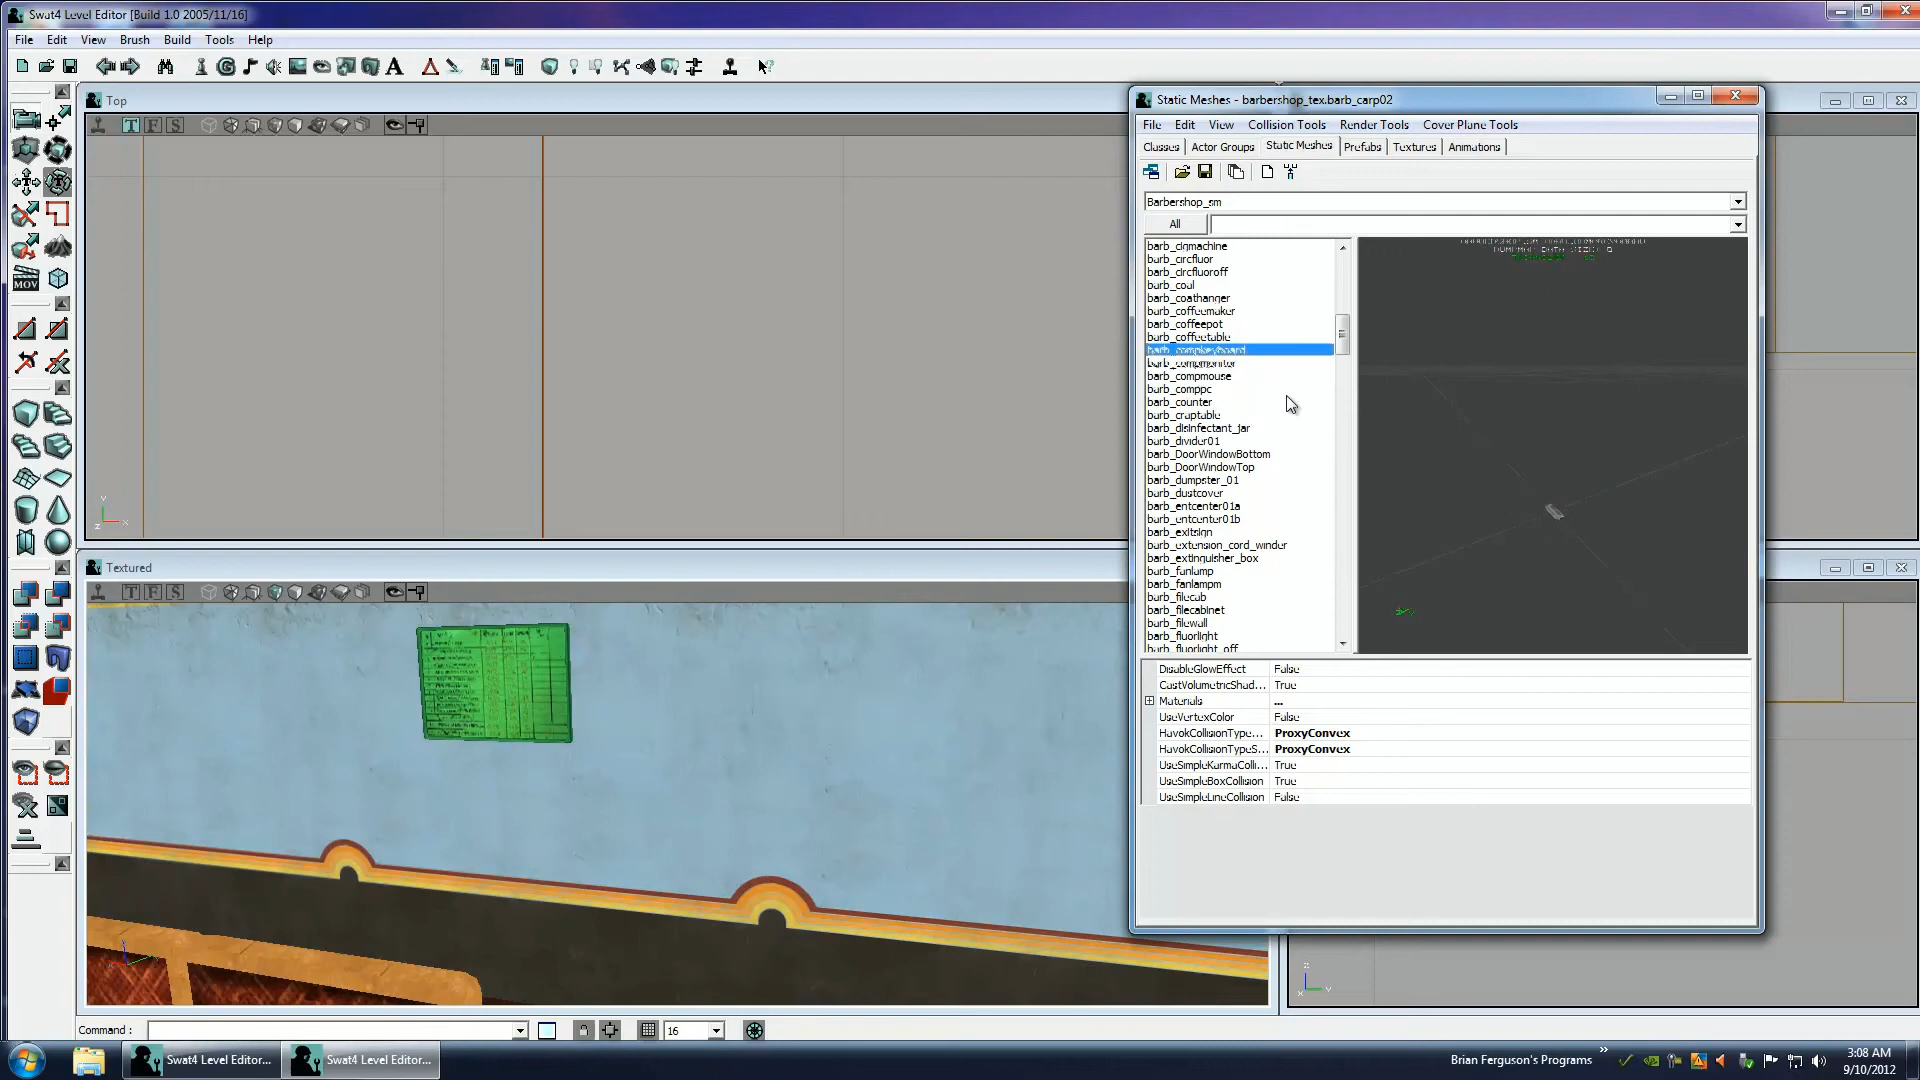 Swat4 Level Editor [Build 1.0 2005/11/16]
File Edit View Brush Build Tools Help
Top
T F S
Static Meshes - barbershop_tex.barb_carp02
File Edit View Collision Tools Render Tools Cover Plane Tools
Classes Actor Groups Static Meshes Prefabs Textures Animations
Barbershop_sm
All
barb_cigmachine
barb_circfluor
barb_circfluoroff
barb_coal
barb_coathanger
barb_coffeemaker
barb_coffeepot
barb_coffeetable
barb_compkeyboard
barb_compmonitor
barb_compmouse
barb_comppc
barb_counter
barb_craptable
barb_disinfectant_jar
barb_divider01
barb_DoorWindowBottom
barb_DoorWindowTop
barb_dumpster_01
barb_dustcover
barb_entcenter01a
barb_entcenter01b
barb_exitsign
barb_extension_cord_winder
barb_extinguisher_box
barb_fanlamp
barb_fanlampm
barb_filecab
barb_filecabinet
barb_filewall
barb_fluorlight
barb_fluorlight_off
DisableGlowEffect False
CastVolumetricShad... True
Materials ...
UseVertexColor False
HavokCollisionType... ProxyConvex
HavokCollisionTypeS... ProxyConvex
UseSimpleKarmaColli... True
UseSimpleBoxCollision True
UseSimpleLineCollision False
MOV
Textured
T F S
Command : 16
Swat4 Level Editor... Swat4 Level Editor... Brian Ferguson's Programs » 3:08 AM
9/10/2012